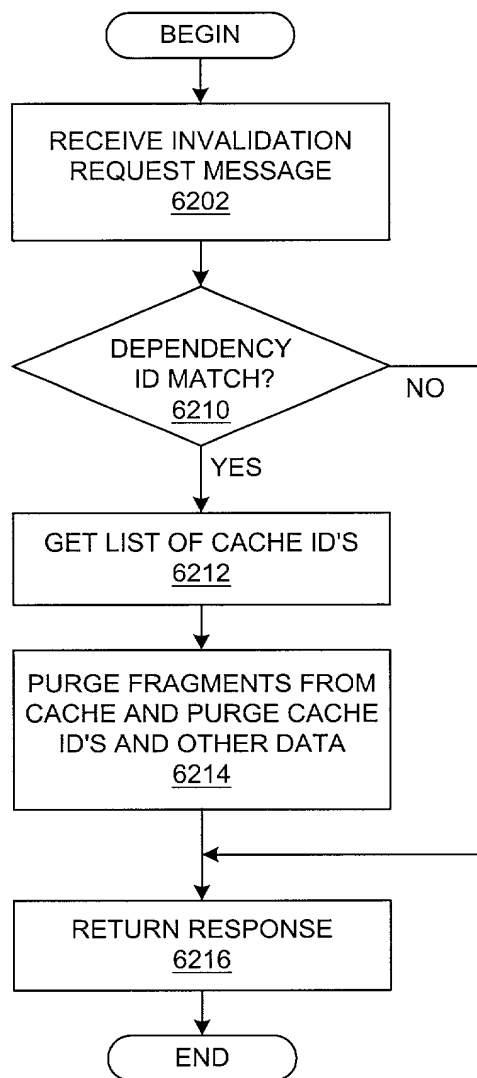 BEGIN
RECEIVE INVALIDATION
REQUEST MESSAGE
6202
DEPENDENCY
ID MATCH?
6210
NO
YES
GET LIST OF CACHE ID'S
6212
PURGE FRAGMENTS FROM
CACHE AND PURGE CACHE
ID'S AND OTHER DATA
6214
RETURN RESPONSE
6216
END